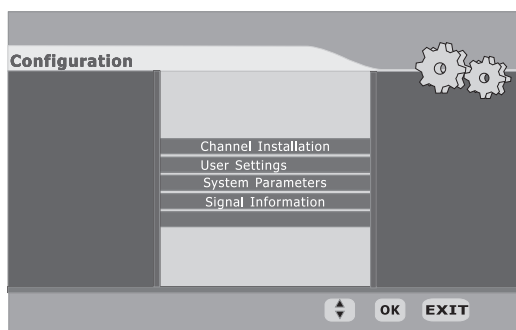 Configuration
Channel Installation
User Settings
System Parameters
Signal Information
OK EXIT